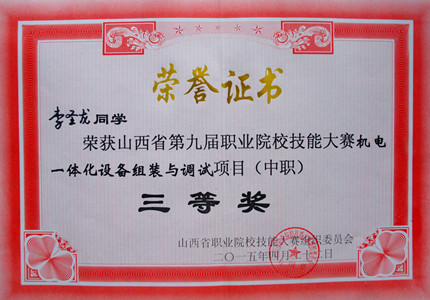 荣誉证书
李圣龙同学
荣获山西省第九届职业院校技能大赛机电
一体化设备组装与调试项目（中职）
三等奖
山西省职业院校技能大赛组织委员会
二〇一五年四月二十二日